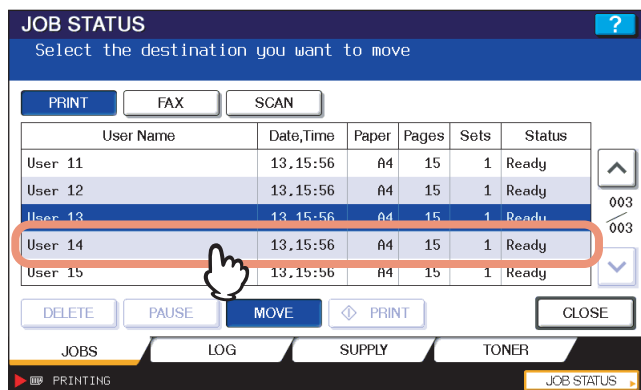 JOB STATUS
?
Select the destination you want to move
PRINT FAX SCAN
User Name Date,Time Paper Pages Sets Status
User 11 13,15:56 A4 15 1 Ready
User 12 13,15:56 A4 15 1 Ready
User 13 13,15:56 A4 15 1 Ready
User 14 13,15:56 A4 15 1 Ready
User 15 13,15:56 A4 15 1 Ready
003
003
DELETE PAUSE MOVE PRINT CLOSE
JOBS LOG SUPPLY TONER
PRINTING JOB STATUS